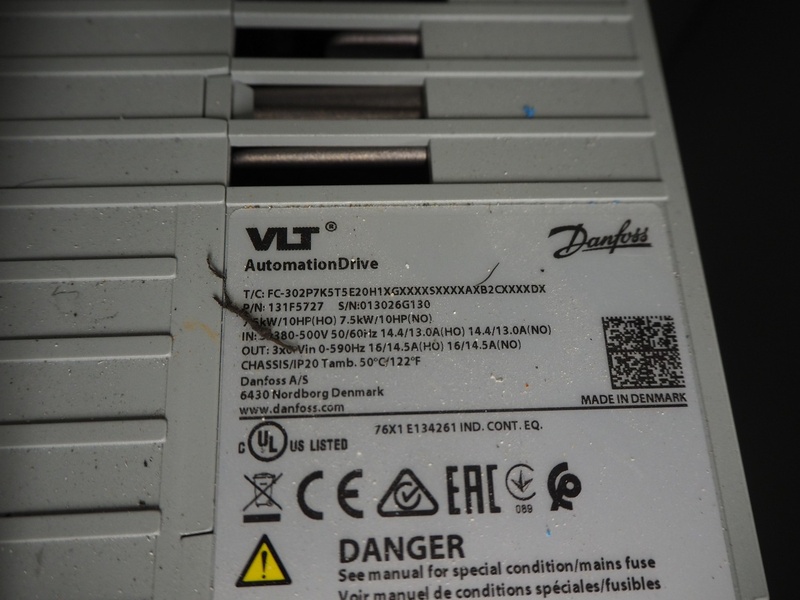 VLT®
Danfoss
AutomationDrive
T/C: FC-302P7K5T5E20H1XGXXXXSXXXXAXB2CXXXXDX
P/N: 131F5727 S/N:013026G130
7.5kW/10HP(HO) 7.5kW/10HP(NO)
IN: 3x380-500V 50/60Hz 14.4/13.0A(HO) 14.4/13.0A(NO)
OUT: 3x0-Vin 0-590Hz 16/14.5A(HO) 16/14.5A(NO)
CHASSIS/IP20 Tamb. 50°C/122°F
Danfoss A/S
6430 Nordborg Denmark
www.danfoss.com
MADE IN DENMARK
C UL US LISTED
76X1 E134261 IND. CONT. EQ.
CE EAC
089
DANGER
See manual for special condition/mains fuse
Voir manuel de conditions spéciales/fusibles